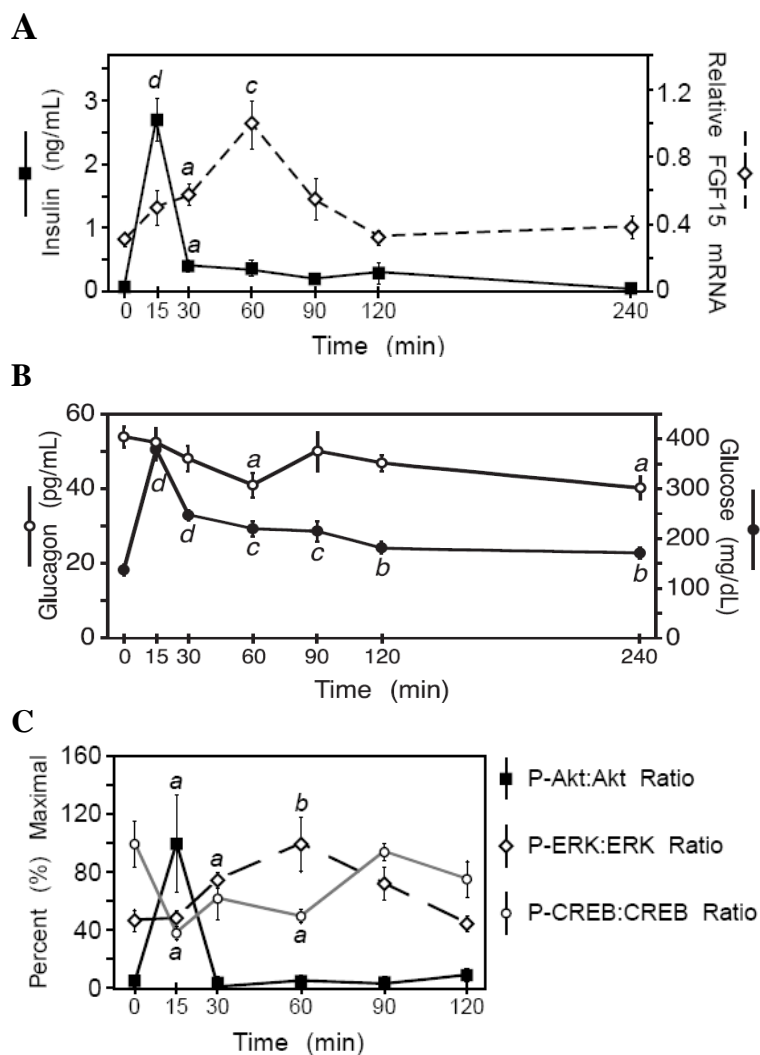 A
d
c
a
a
Insulin (ng/mL)
3
2
1
0
1.2
0.8
0.4
0
Relative FGF15 mRNA
0 15 30 60 90 120 240
Time (min)
B
Glucagon (pg/mL)
60
40
20
0
a
a
d
d
c
c
b
b
400
300
200
100
0
Glucose (mg/dL)
0 15 30 60 90 120 240
Time (min)
C
Percent (%) Maximal
160
120
80
40
0
a
b
a
a
a
P-Akt:Akt Ratio
P-ERK:ERK Ratio
P-CREB:CREB Ratio
0 15 30 60 90 120
Time (min)